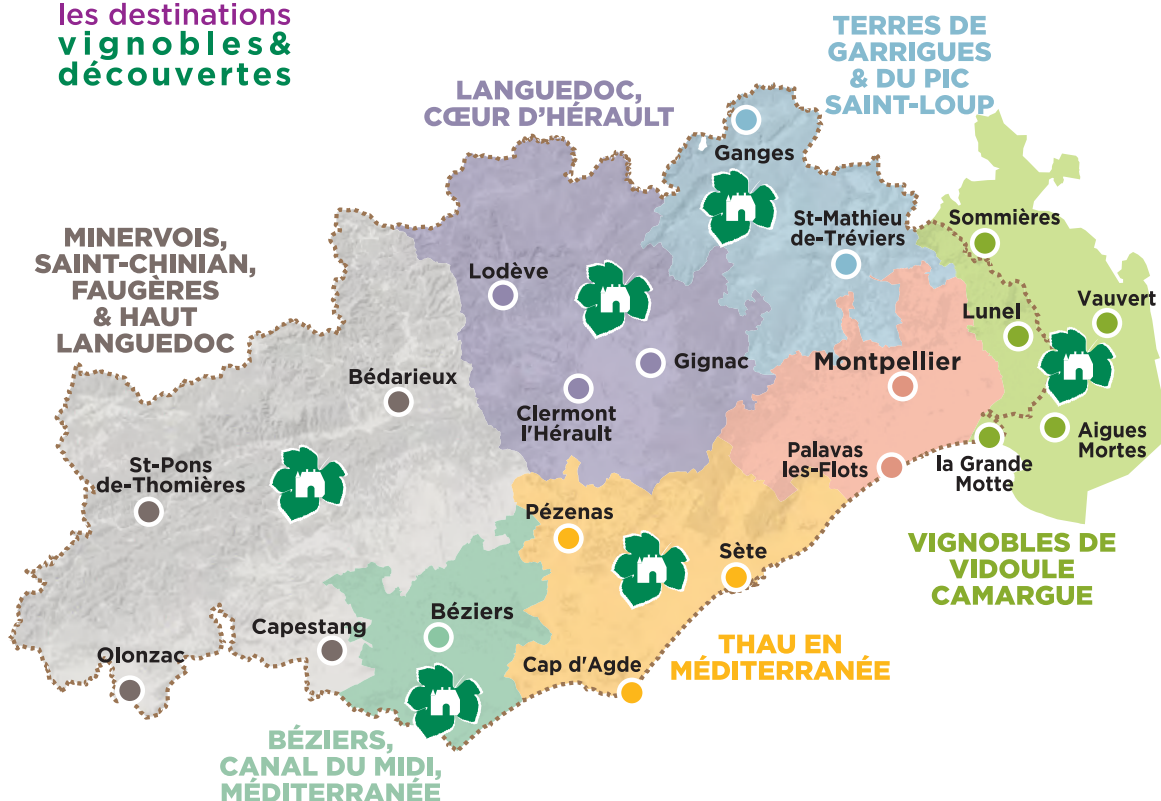 les destinations
vignobles&
découvertes
TERRES DE
GARRIGUES
& DU PIC
SAINT-LOUP
LANGUEDOC,
CŒUR D'HÉRAULT
Ganges
St-Mathieu
de-Tréviers
Sommières
MINERVOIS,
SAINT-CHINIAN,
FAUGÈRES
& HAUT
LANGUEDOC
Lodève
Vauvert
Lunel
Gignac
Montpellier
Bédarieux
Clermont
l'Hérault
Aigues
Mortes
Palavas
les-Flots
la Grande
Motte
St-Pons
de-Thomières
Pézenas
Sète
VIGNOBLES DE
VIDOULE
CAMARGUE
Béziers
Capestang
Olonzac
Cap d'Agde
THAU EN
MÉDITERRANÉE
BÉZIERS,
CANAL DU MIDI,
MÉDITERRANÉE